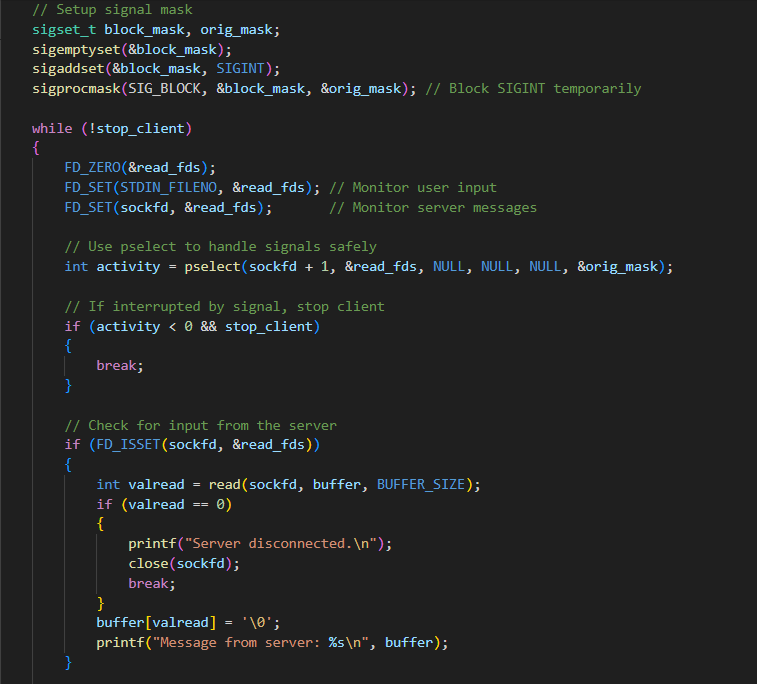 // Setup signal mask
sigset_t block_mask, orig_mask;
sigemptyset(&block_mask);
sigaddset(&block_mask, SIGINT);
sigprocmask(SIG_BLOCK, &block_mask, &orig_mask); // Block SIGINT temporarily
while (!stop_client)
{
FD_ZERO(&read_fds);
FD_SET(STDIN_FILENO, &read_fds); // Monitor user input
FD_SET(sockfd, &read_fds);       // Monitor server messages
// Use pselect to handle signals safely
int activity = pselect(sockfd + 1, &read_fds, NULL, NULL, NULL, &orig_mask);
// If interrupted by signal, stop client
if (activity < 0 && stop_client)
{
break;
}
// Check for input from the server
if (FD_ISSET(sockfd, &read_fds))
{
int valread = read(sockfd, buffer, BUFFER_SIZE);
if (valread == 0)
{
printf("Server disconnected.\n");
close(sockfd);
break;
}
buffer[valread] = '\0';
printf("Message from server: %s\n", buffer);
}